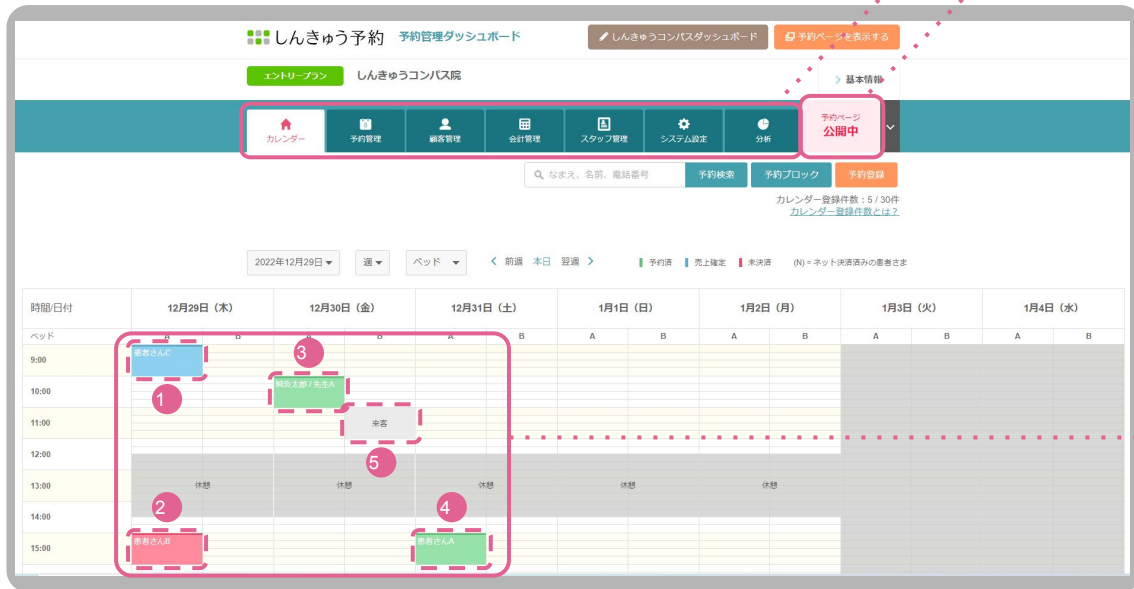 しんきゅう予約 予約管理ダッシュボード しんきゅうコンパスダッシュボード 予約ページを表示する
エントリープラン しんきゅうコンパス院 > 基本情報
カレンダー 予約管理 顧客管理 会計管理 スタッフ管理 システム設定 分析
予約ページ
公開中
なまえ、名前、電話番号 予約検索 予約ブロック 予約登録
カレンダー登録件数：5 / 30件
カレンダー登録件数とは？
2022年12月29日 週 ベッド 前週 本日 翌週 予約済 売上確定 未決済 (N) = ネット決済済みの患者さま
時間/日付 12月29日（木） 12月30日（金） 12月31日（土） 1月1日（日） 1月2日（月） 1月3日（火） 1月4日（水）
ベッド A B A B A B A B A B A B A B
9:00 患者さんC
1
3
10:00 鍼灸太郎 / 先生A
11:00 来客
5
12:00
13:00 休憩 休憩 休憩 休憩 休憩
2
4
14:00
15:00 患者さんB 患者さんA